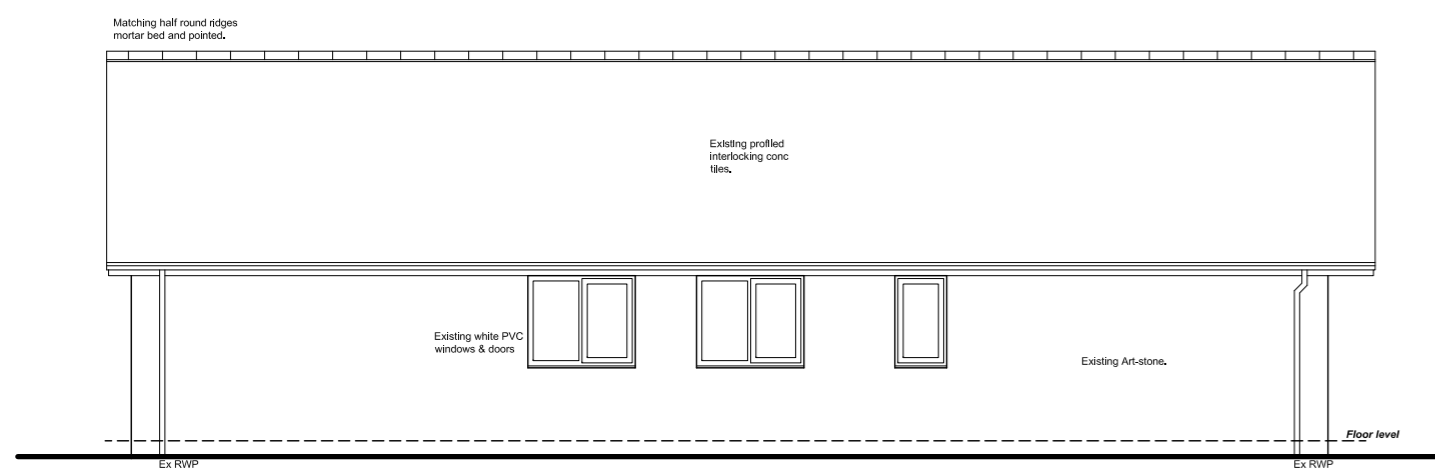 Matching half round ridges
mortar bed and pointed.
Existing profiled
interlocking conc
tiles.
Existing white PVC
windows & doors
Existing Art-stone.
Floor level
Ex RWP
Ex RWP